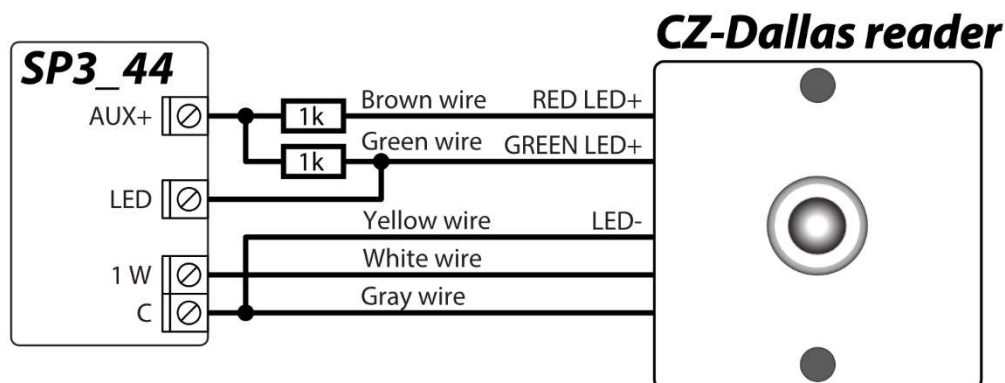 CZ-Dallas reader
SP3_44
AUX+
1k
Brown wire
RED LED+
1k
Green wire
GREEN LED+
LED
Yellow wire
LED-
1 W
White wire
C
Gray wire